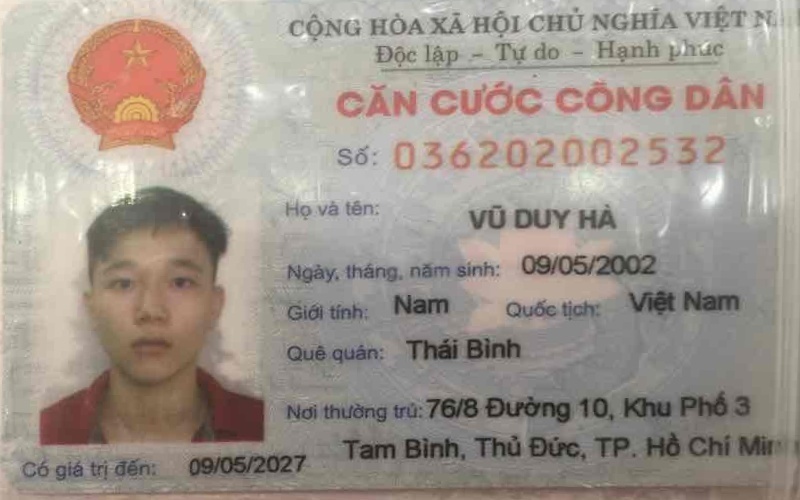 CỘNG HÒA XÃ HỘI CHỦ NGHĨA VIỆT N
Độc lập - Tự do - Hạnh phúc
CĂN CƯỚC CÔNG DÂN
Số: 036202002532
Họ và tên: VŨ DUY HÀ
Ngày, tháng, năm sinh: 09/05/2002
Giới tính: Nam Quốc tịch: Việt Nam
Quê quán: Thái Bình
Nơi thường trú: 76/8 Đường 10, Khu Phố 3
Tam Bình, Thủ Đức, TP. Hồ Chí Min
Có giá trị đến: 09/05/2027